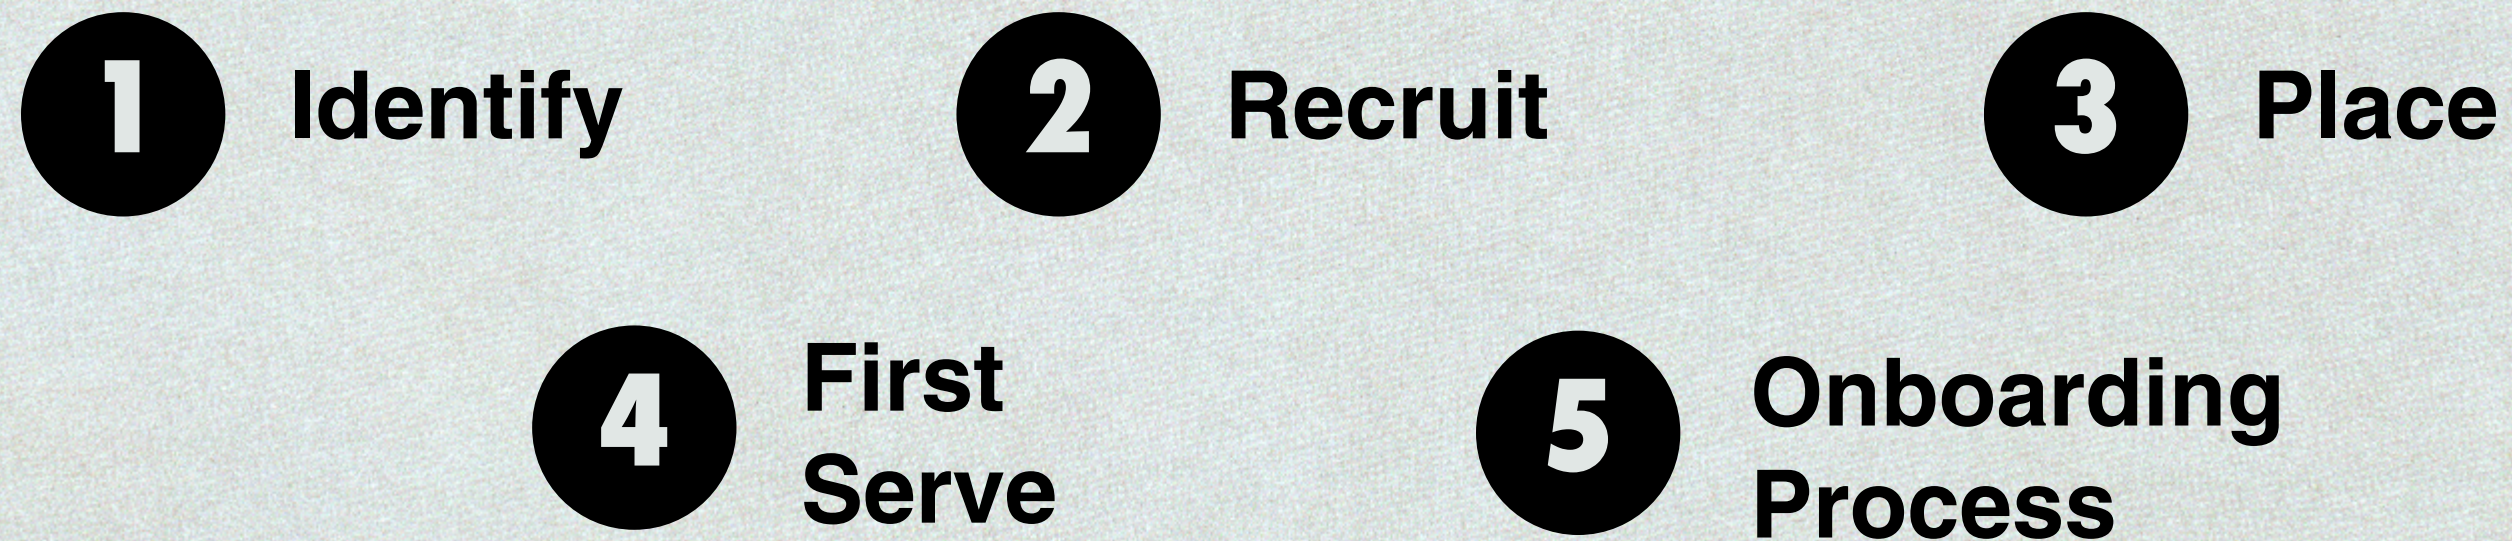 1 Identify
2 Recruit
3 Place
4 First
Serve
5 Onboarding
Process